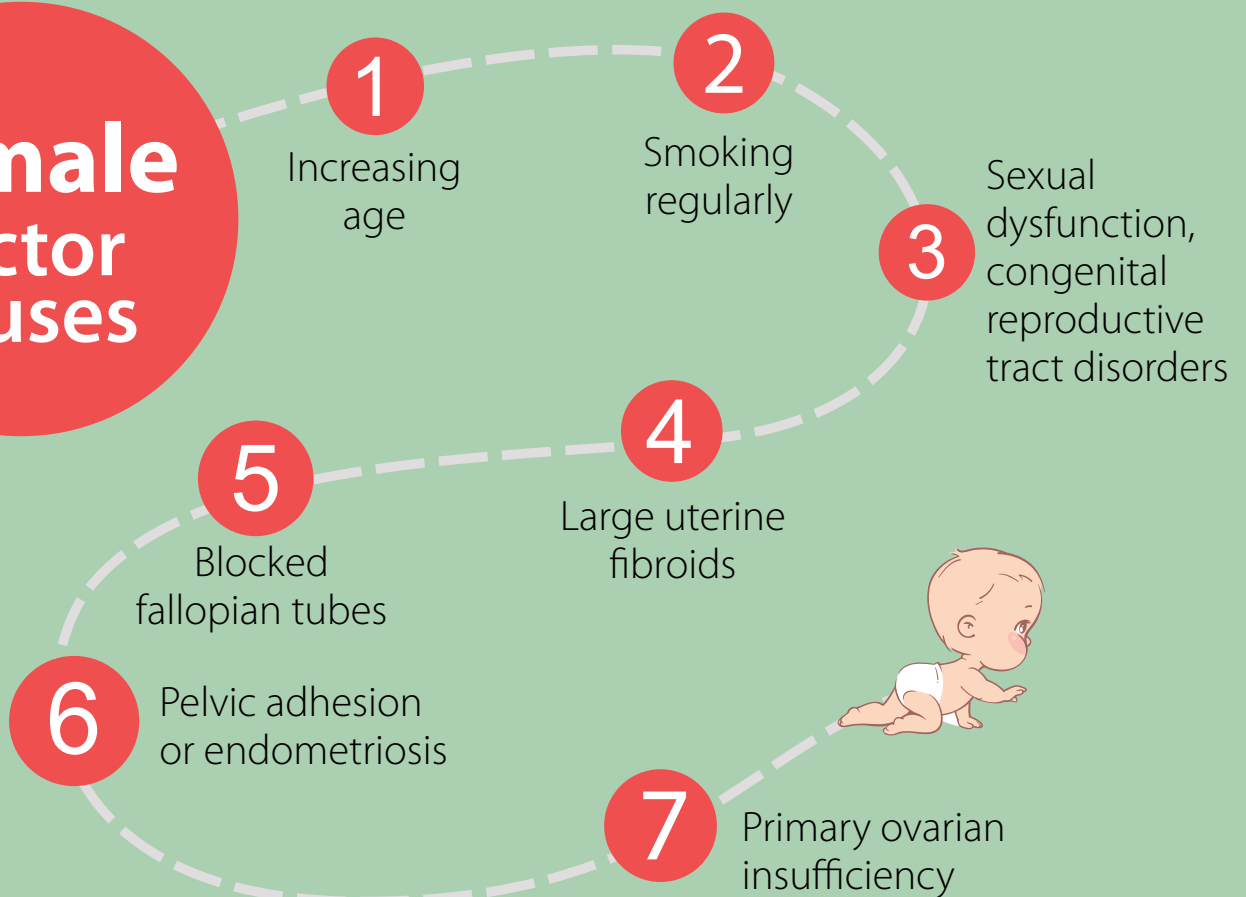 male
ctor
uses
1
Increasing
age
2
Smoking
regularly
3
Sexual
dysfunction,
congenital
reproductive
tract disorders
4
Large uterine
fibroids
5
Blocked
fallopian tubes
6
Pelvic adhesion
or endometriosis
7
Primary ovarian
insufficiency